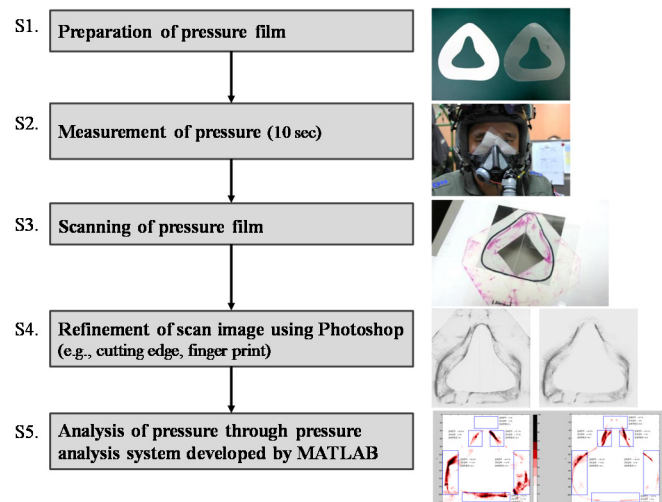 S1.
Preparation of pressure film
S2.
Measurement of pressure (10 sec)
S3.
Scanning of pressure film
S4.
Refinement of scan image using Photoshop
(e.g., cutting edge, finger print)
S5.
Analysis of pressure through pressure
analysis system developed by MATLAB